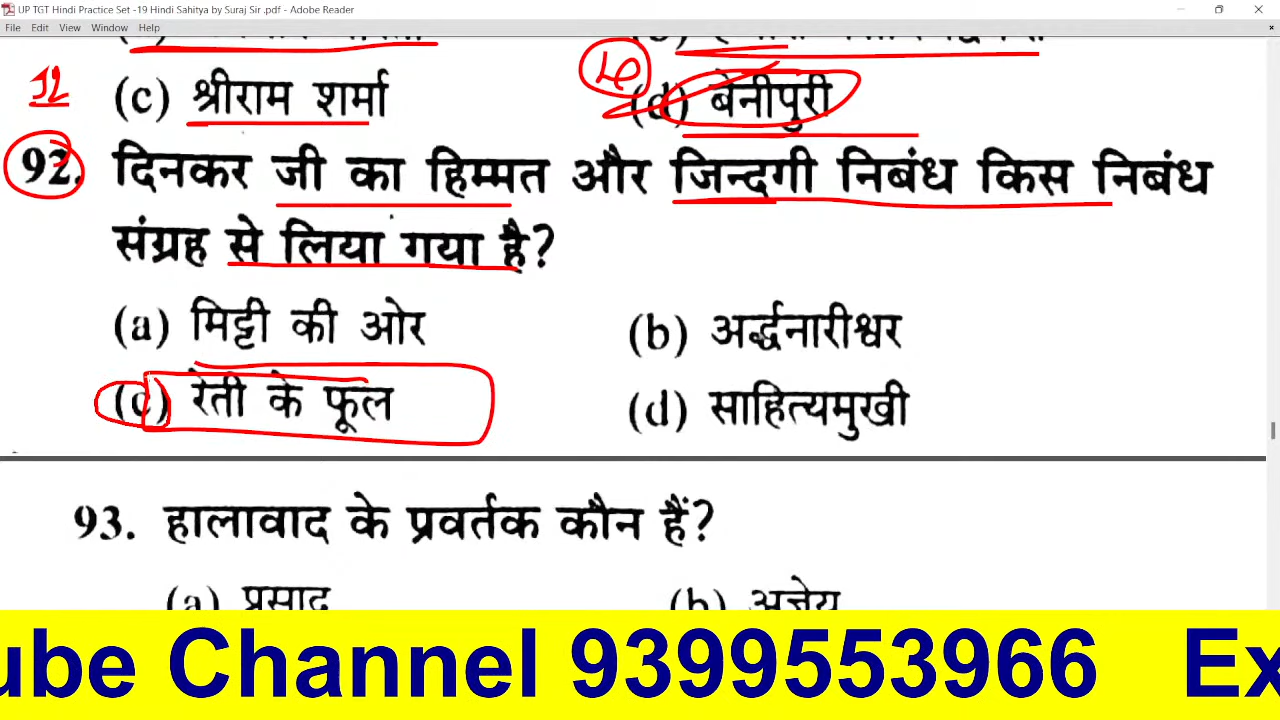 UP TGT Hindi Practice Set -19 Hindi Sahitya by Suraj Sir .pdf - Adobe Reader
File Edit View Window Help
(c) श्रीराम शर्मा (d) बेनीपुरी
92. दिनकर जी का हिम्मत और जिन्दगी निबंध किस निबंध
संग्रह से लिया गया है?
(a) मिट्टी की ओर (b) अर्द्धनारीश्वर
(c) रेती के फूल (d) साहित्यमुखी
93. हालावाद के प्रवर्तक कौन हैं?
(a) प्रसाद (b) अज्ञेय
ube Channel 9399553966 Ex